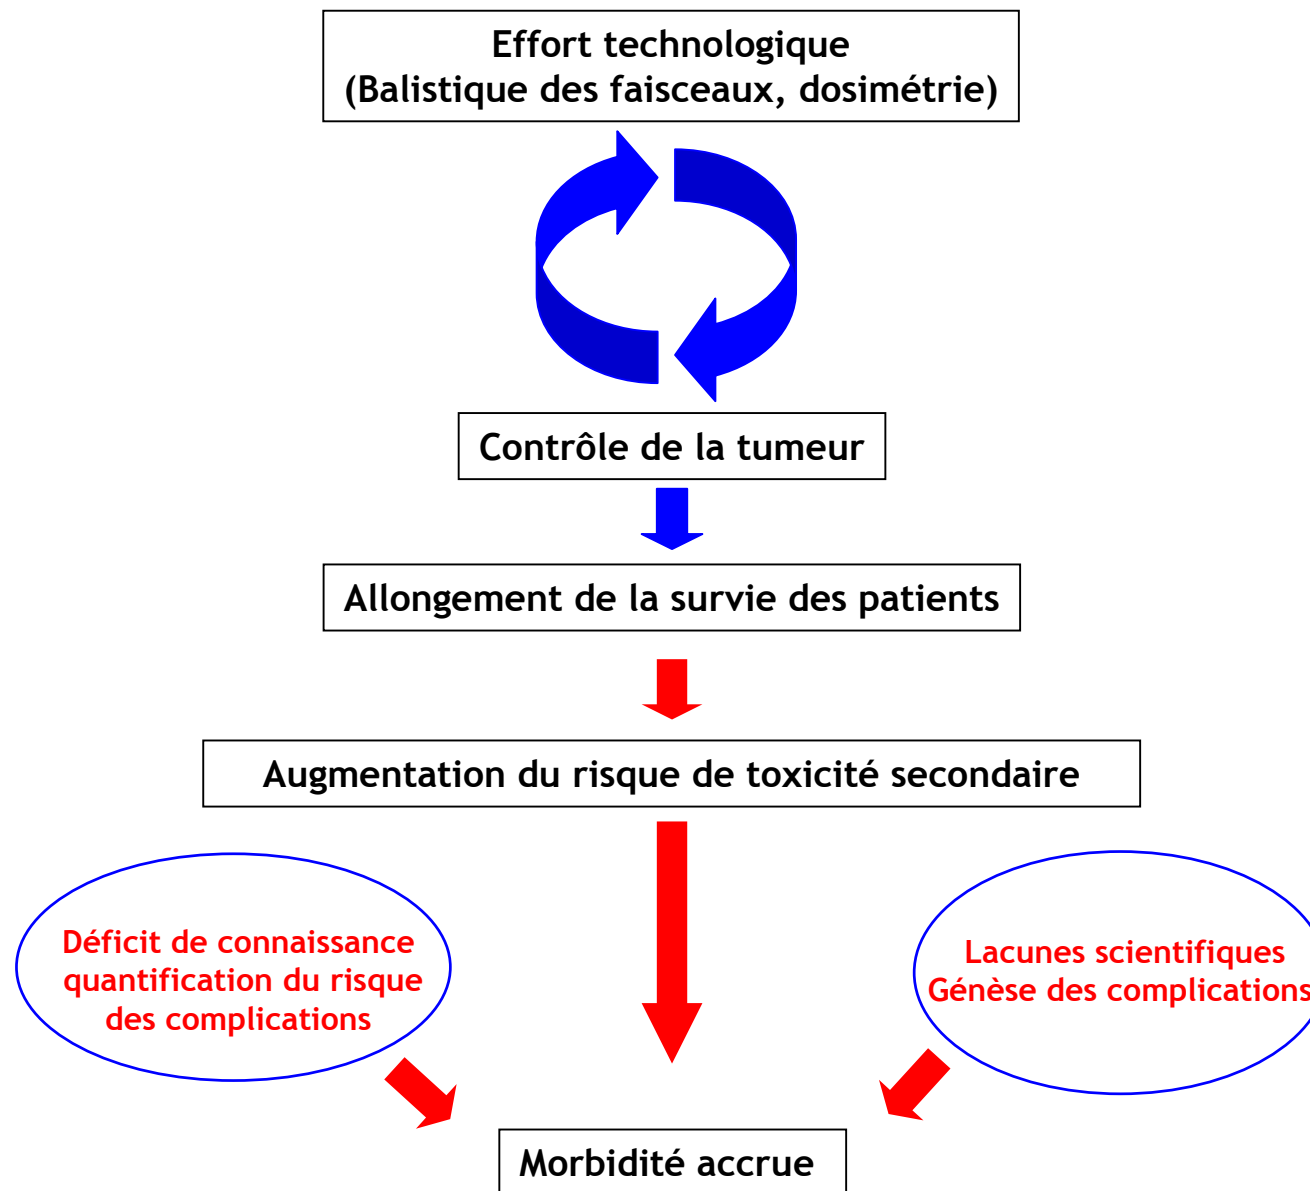 Effort technologique
(Balistique des faisceaux, dosimétrie)
Contrôle de la tumeur
Allongement de la survie des patients
Augmentation du risque de toxicité secondaire
Déficit de connaissance
quantification du risque
des complications
Lacunes scientifiques
Génèse des complications
Morbidité accrue